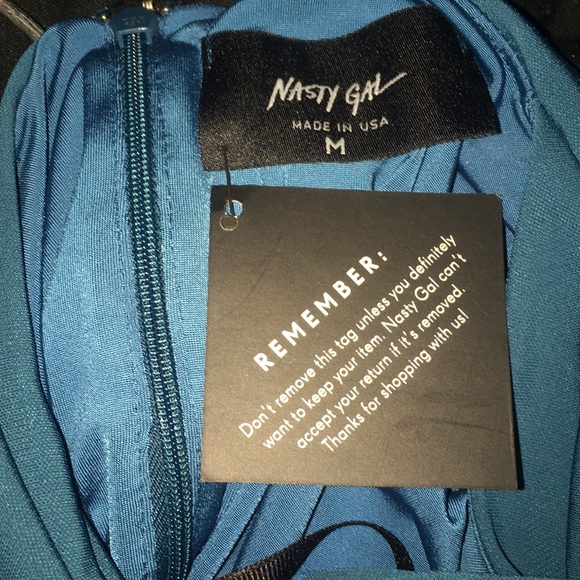 NASTY GAL
MADE IN USA
M
REMEMBER:
Don't remove this tag unless you definitely
want to keep your item. Nasty Gal can't
accept your return if it's removed.
Thanks for shopping with us!